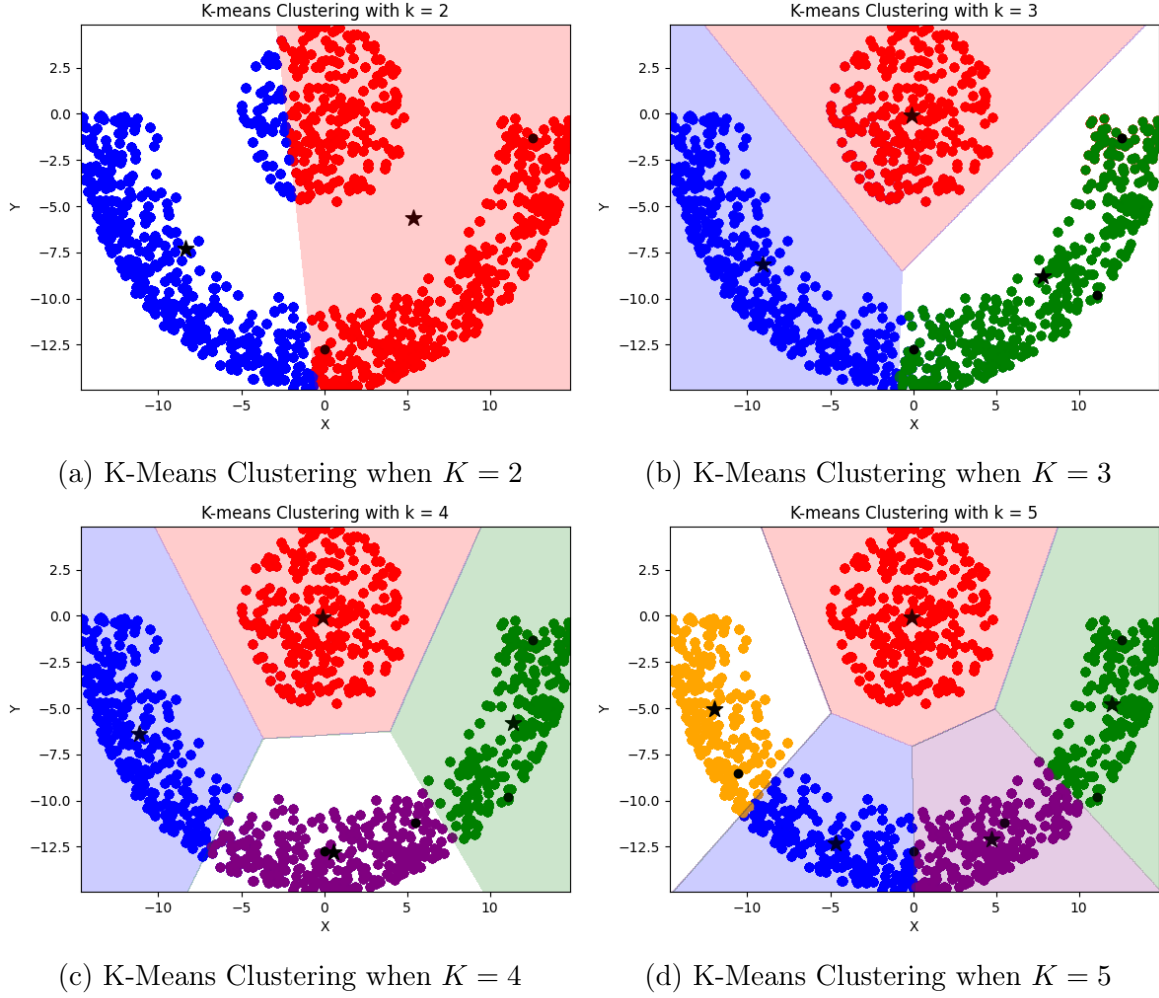 K-means Clustering with k = 2
2.5
0.0
−2.5
−5.0
−7.5
−10.0
−12.5
Y
−10 −5 0 5 10
X
(a) K-Means Clustering when K = 2
K-means Clustering with k = 3
2.5
0.0
−2.5
−5.0
−7.5
−10.0
−12.5
Y
−10 −5 0 5 10
X
(b) K-Means Clustering when K = 3
K-means Clustering with k = 4
2.5
0.0
−2.5
−5.0
−7.5
−10.0
−12.5
Y
−10 −5 0 5 10
X
(c) K-Means Clustering when K = 4
K-means Clustering with k = 5
2.5
0.0
−2.5
−5.0
−7.5
−10.0
−12.5
Y
−10 −5 0 5 10
X
(d) K-Means Clustering when K = 5